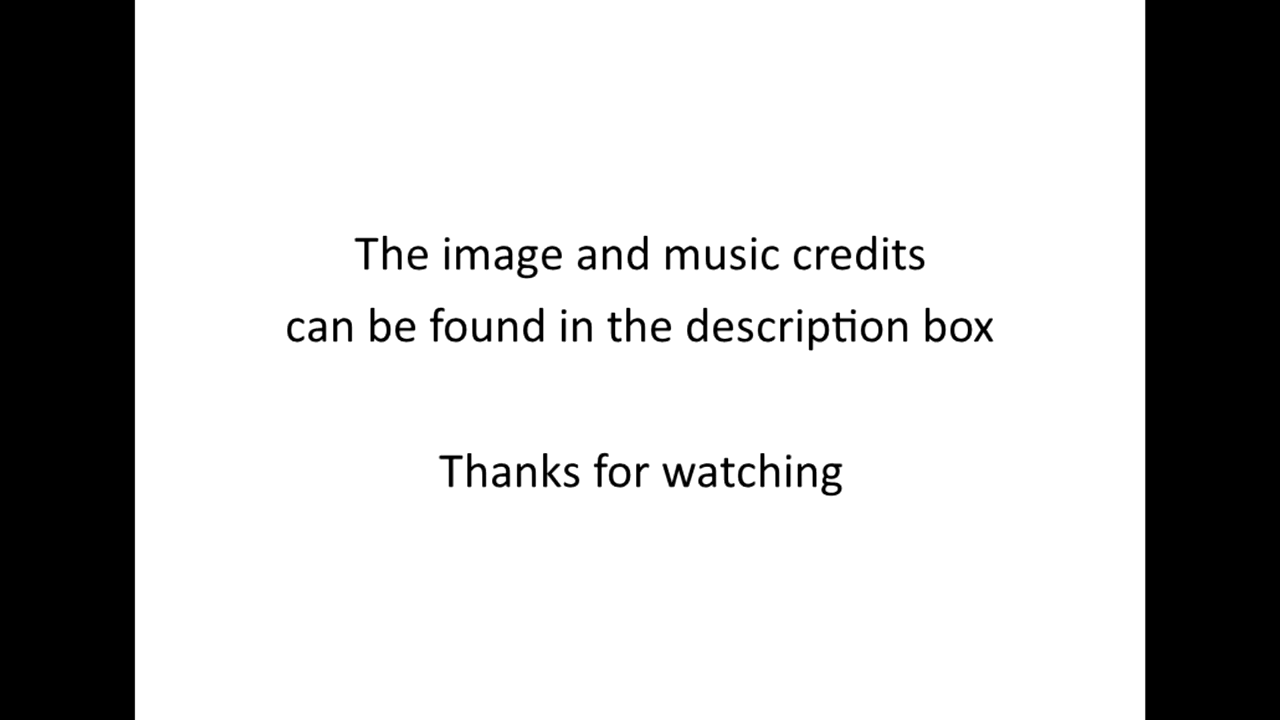 The image and music credits
can be found in the description box
Thanks for watching